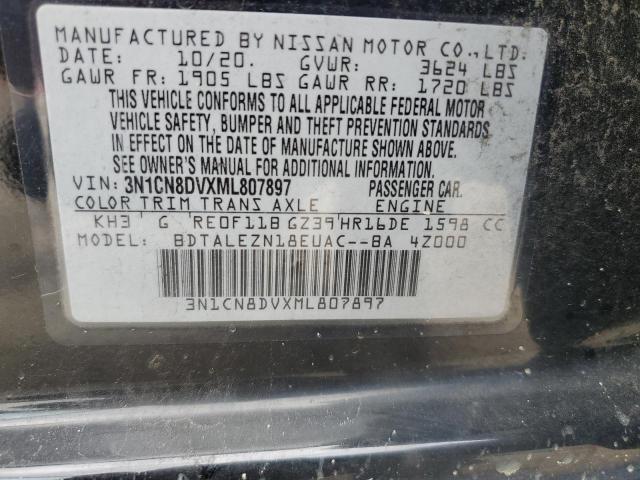 MANUFACTURED BY NISSAN MOTOR CO., LTD.
DATE: 10/20. GVWR: 3624 LBS
GAWR FR: 1905 LBS GAWR RR: 1720 LBS
THIS VEHICLE CONFORMS TO ALL APPLICABLE FEDERAL MOTOR
VEHICLE SAFETY, BUMPER AND THEFT PREVENTION STANDARDS
IN EFFECT ON THE DATE OF MANUFACTURE SHOWN ABOVE.
SEE OWNER'S MANUAL FOR ADDITIONAL INFORMATION.
VIN: 3N1CN8DVXML807897 PASSENGER CAR.
COLOR TRIM TRANS AXLE ENGINE
KH3 G RE0F11B GZ39 HR16DE 1598 CC
MODEL: BDTALEZN18EUAC--BA 4Z000
3N1CN8DVXML807897